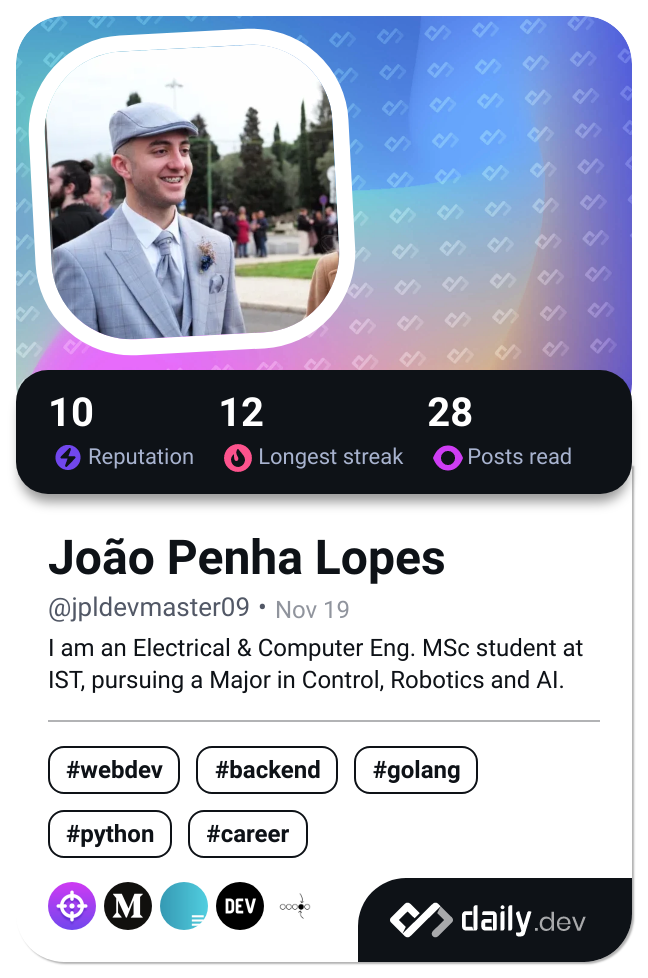 10 12 28
Reputation Longest streak Posts read
João Penha Lopes
@jpldevmaster09 • Nov 19
I am an Electrical & Computer Eng. MSc student at
IST, pursuing a Major in Control, Robotics and AI.
#webdev #backend #golang
#python #career
M DEV daily.dev